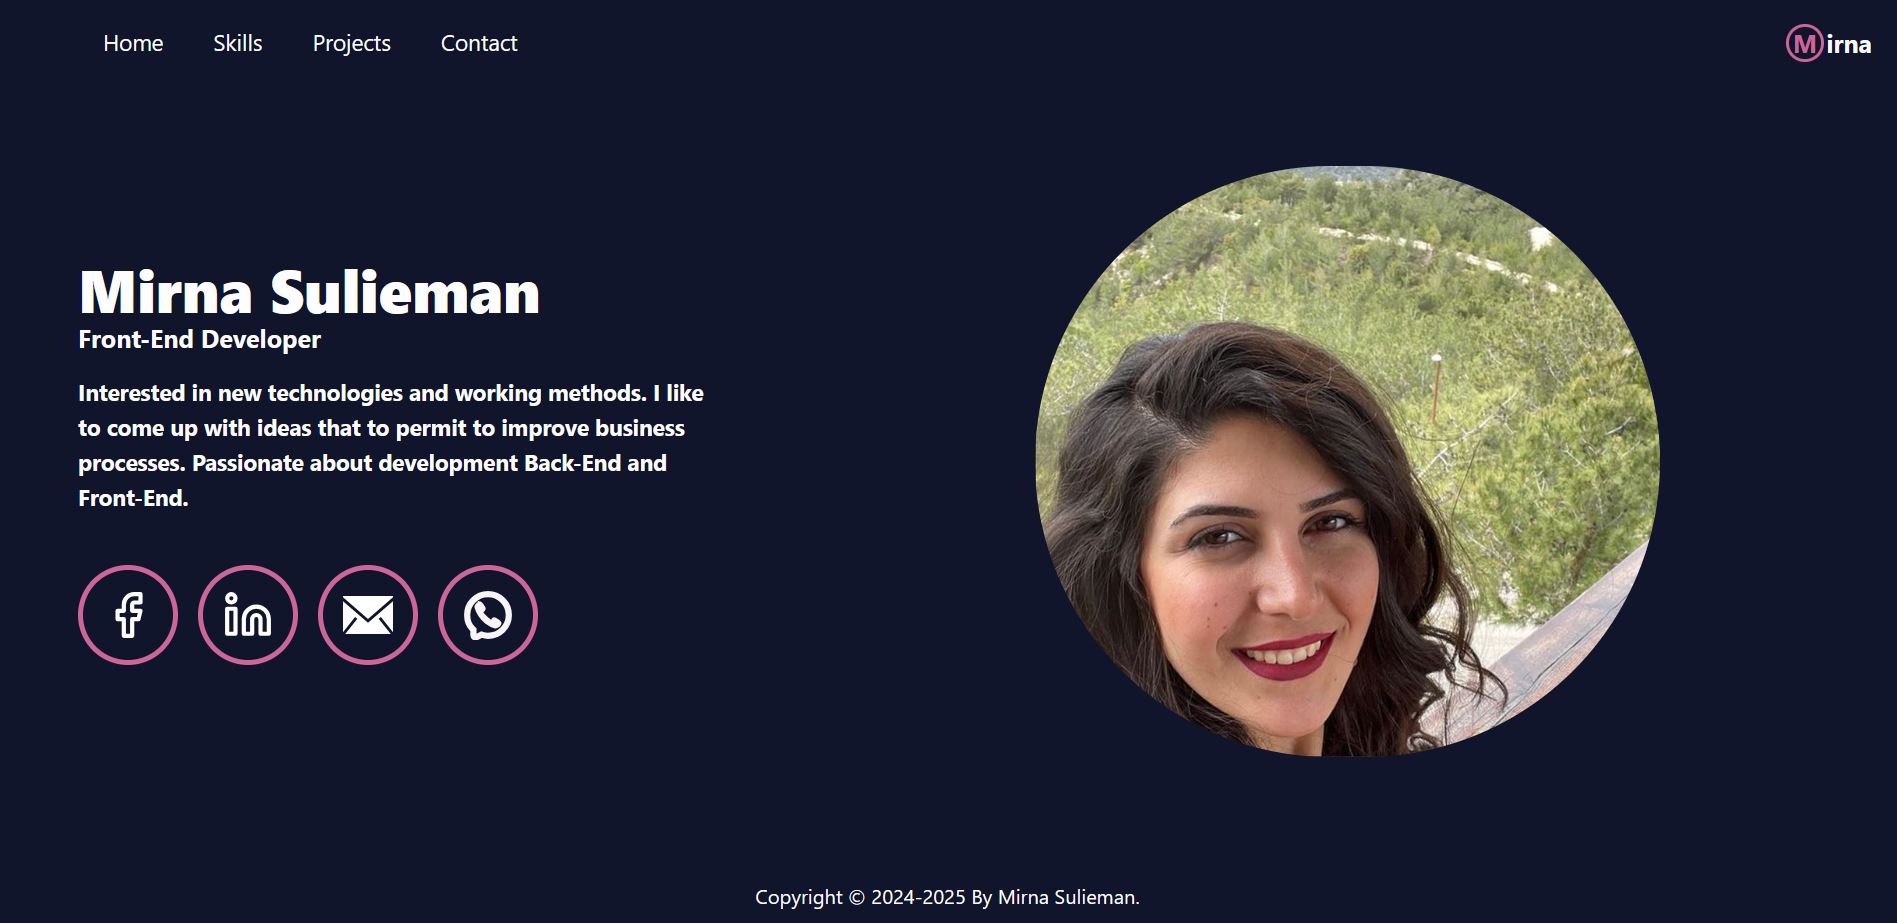 Home Skills Projects Contact
Mirna
Mirna Sulieman
Front-End Developer
Interested in new technologies and working methods. I like
to come up with ideas that to permit to improve business
processes. Passionate about development Back-End and
Front-End.
Copyright © 2024-2025 By Mirna Sulieman.